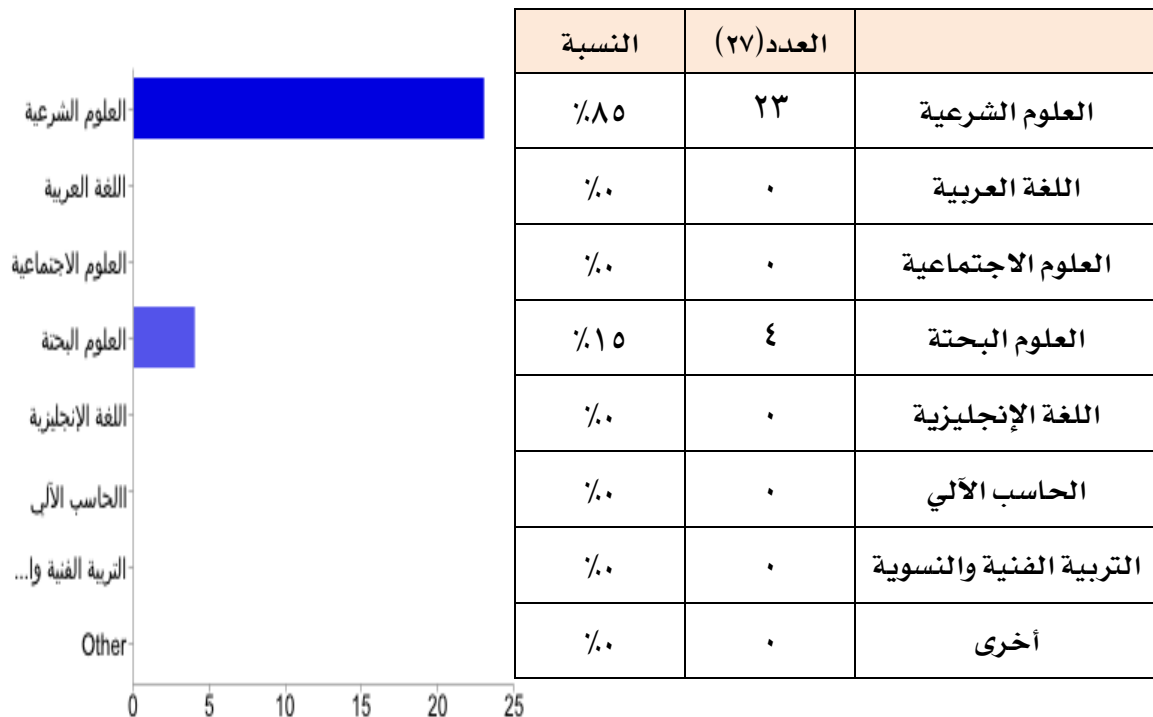 العدد(٢٧) النسبة
العلوم الشرعية ٢٣ ٨٥٪
اللغة العربية ٠ ٠٪
العلوم الاجتماعية ٠ ٠٪
العلوم البحتة ٤ ١٥٪
اللغة الإنجليزية ٠ ٠٪
الحاسب الآلي ٠ ٠٪
التربية الفنية والنسوية ٠ ٠٪
أخرى ٠ ٠٪
العلوم الشرعية
اللغة العربية
العلوم الاجتماعية
العلوم البحتة
اللغة الإنجليزية
االحاسب الآلي
التربية الفنية وا...
Other
0 5 10 15 20 25